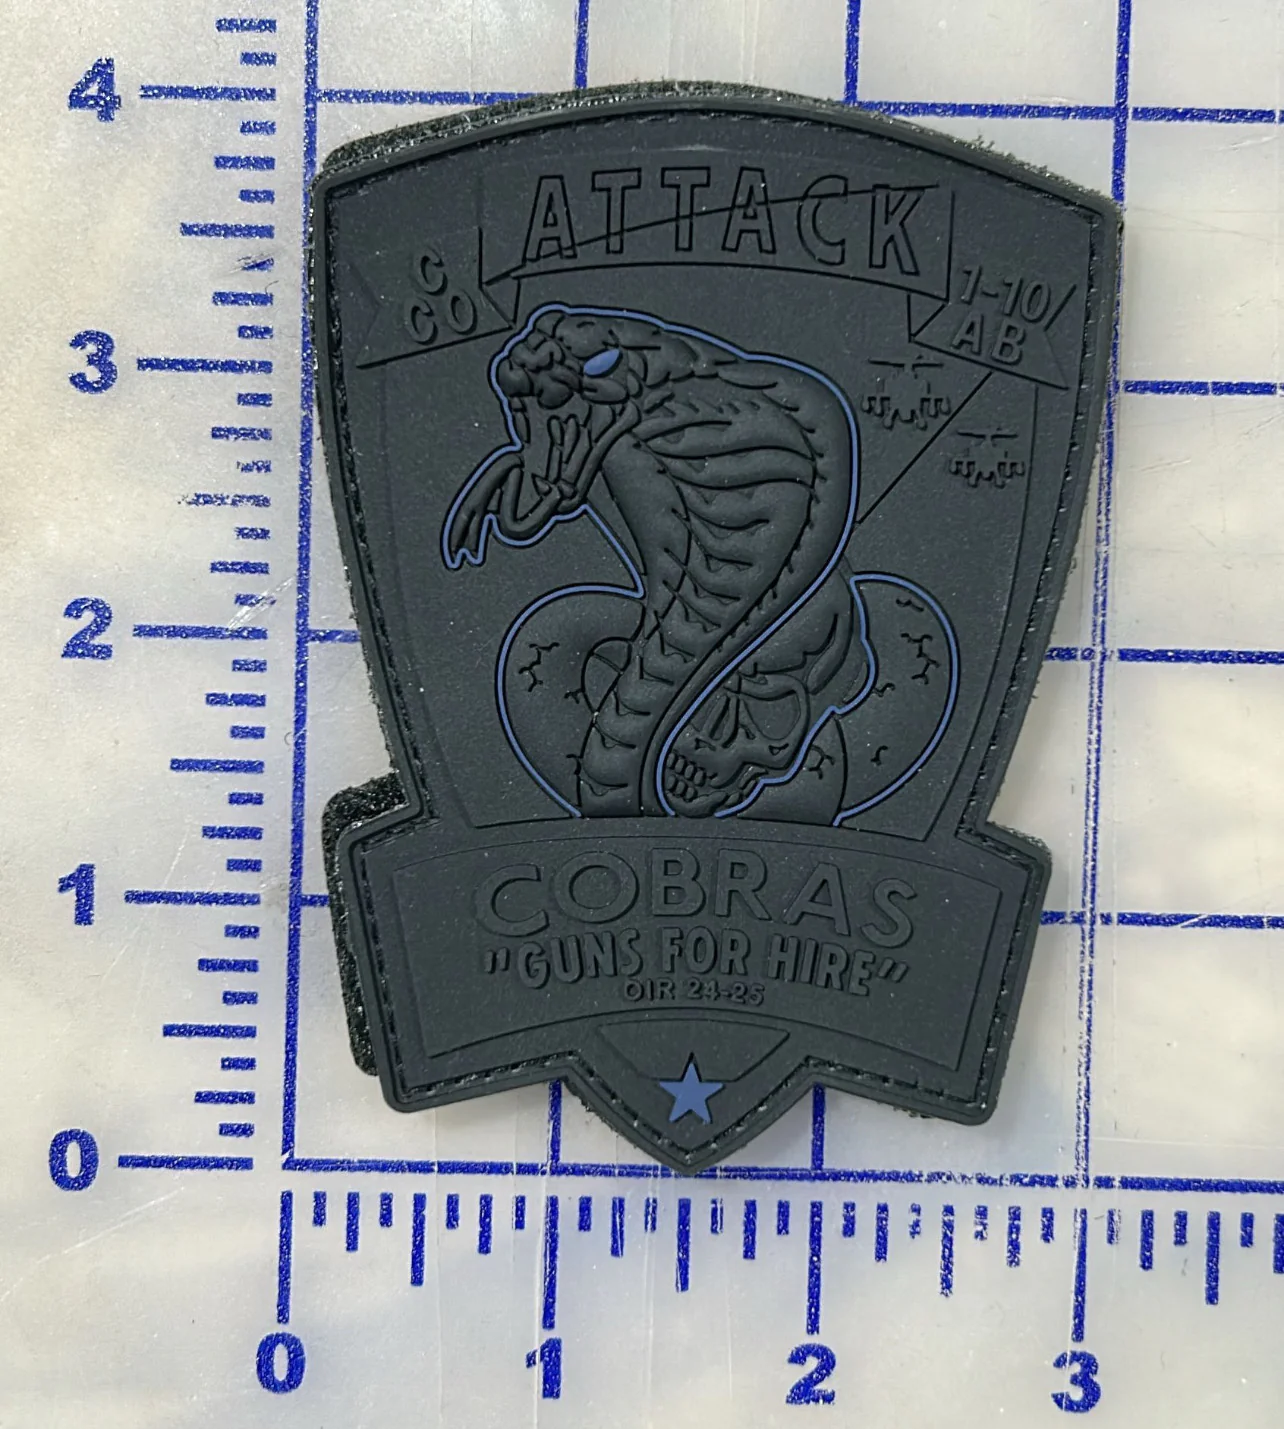 ATTACK
C
CO
1-10
AB
COBRAS
"GUNS FOR HIRE"
OIR 24-25
4
3
2
1
0
0 1 2 3